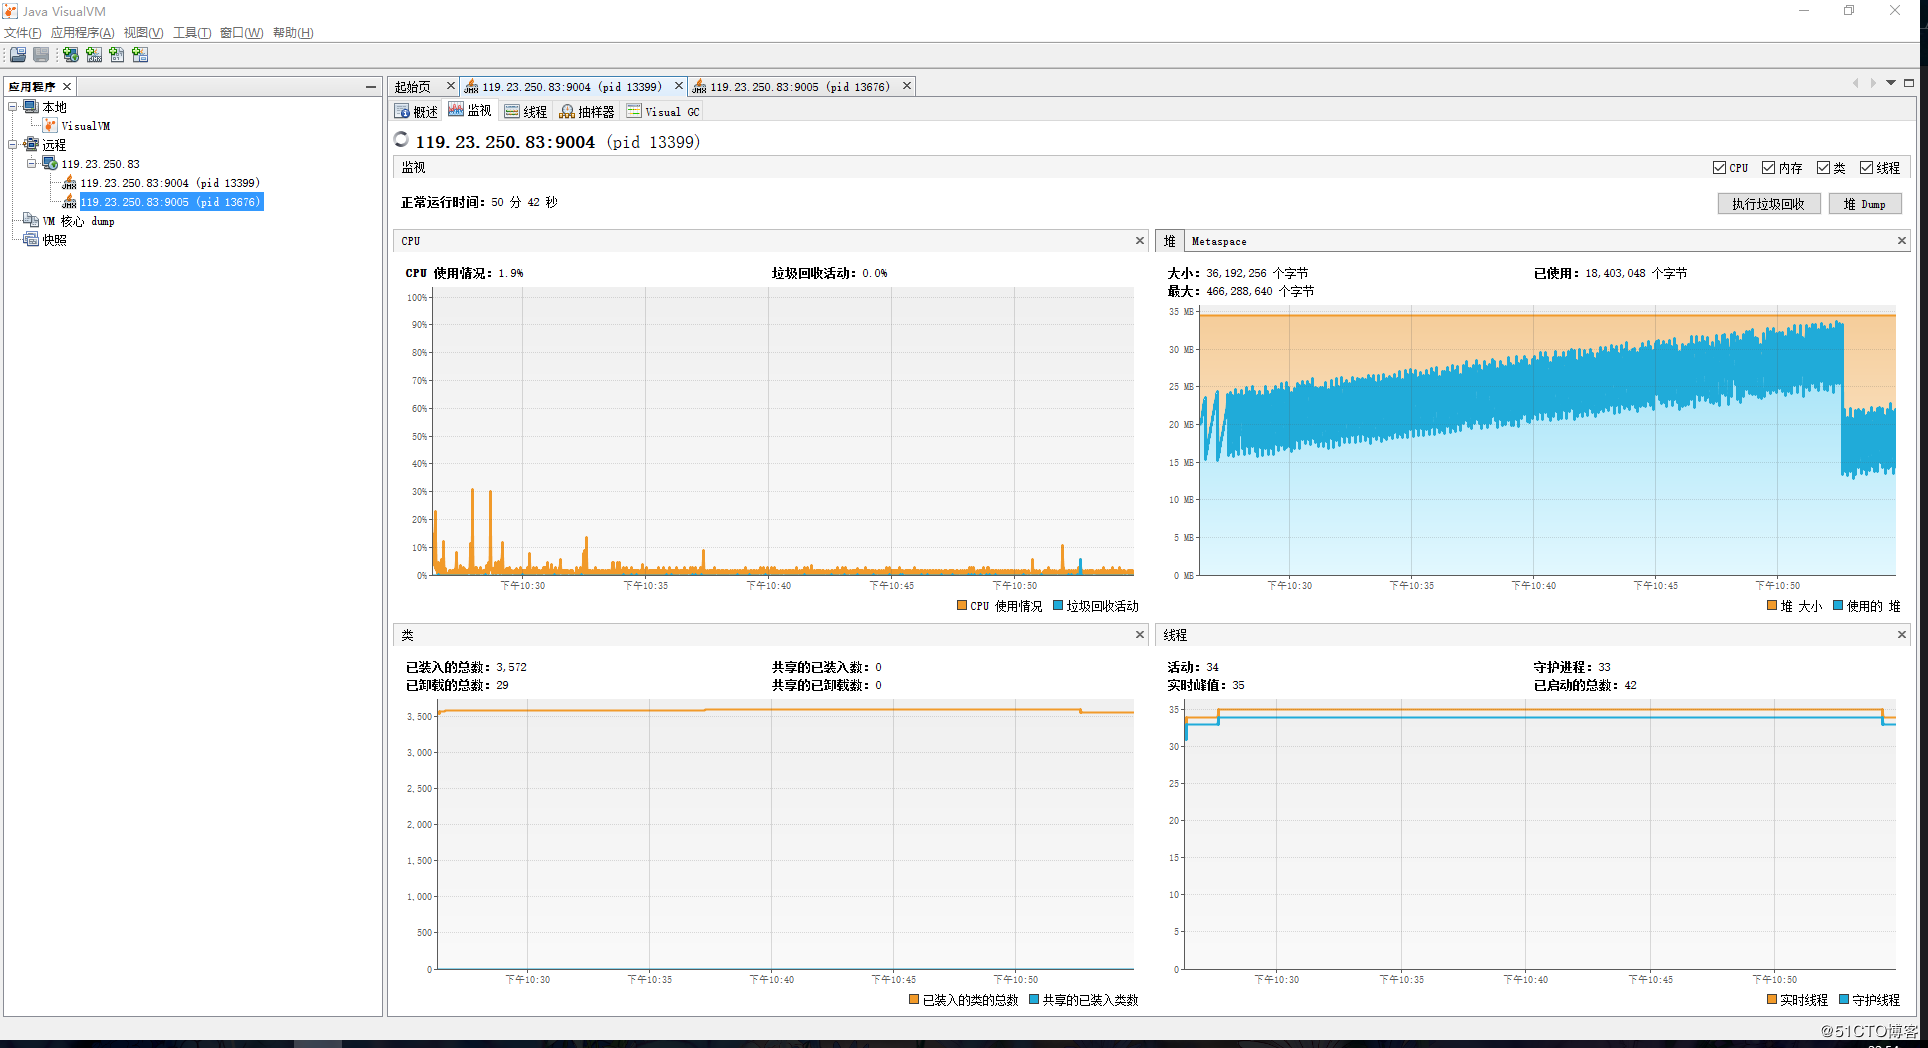 Java VisualVM
文件(F) 应用程序(A) 视图(V) 工具(T) 窗口(W) 帮助(H)
应用程序
本地
VisualVM
远程
119.23.250.83
119.23.250.83:9004 (pid 13399)
119.23.250.83:9005 (pid 13676)
VM 核心 dump
快照
起始页 119.23.250.83:9004 (pid 13399) 119.23.250.83:9005 (pid 13676)
概述 监视 线程 抽样器 Visual GC
119.23.250.83:9004 (pid 13399)
监视 CPU 内存 类 线程
正常运行时间: 50 分 42 秒 执行垃圾回收 堆 Dump
CPU
CPU 使用情况: 1.9% 垃圾回收活动: 0.0%
100%
90%
80%
70%
60%
50%
40%
30%
20%
10%
0%
下午10:30 下午10:35 下午10:40 下午10:45 下午10:50
CPU 使用情况 垃圾回收活动
堆 Metaspace
大小: 36,192,256 个字节 已使用: 18,403,048 个字节
最大: 466,288,640 个字节
35 MB
30 MB
25 MB
20 MB
15 MB
10 MB
5 MB
0 MB
下午10:30 下午10:35 下午10:40 下午10:45 下午10:50
堆 大小 使用的 堆
类
已装入的总数: 3,572 共享的已装入数: 0
已卸载的总数: 29 共享的已卸载数: 0
3,500
3,000
2,500
2,000
1,500
1,000
500
0
下午10:30 下午10:35 下午10:40 下午10:45 下午10:50
已装入的类的总数 共享的已装入类数
线程
活动: 34 守护进程: 33
实时峰值: 35 已启动的总数: 42
35
30
25
20
15
10
5
0
下午10:30 下午10:35 下午10:40 下午10:45 下午10:50
实时线程 守护线程
@51CTO博客